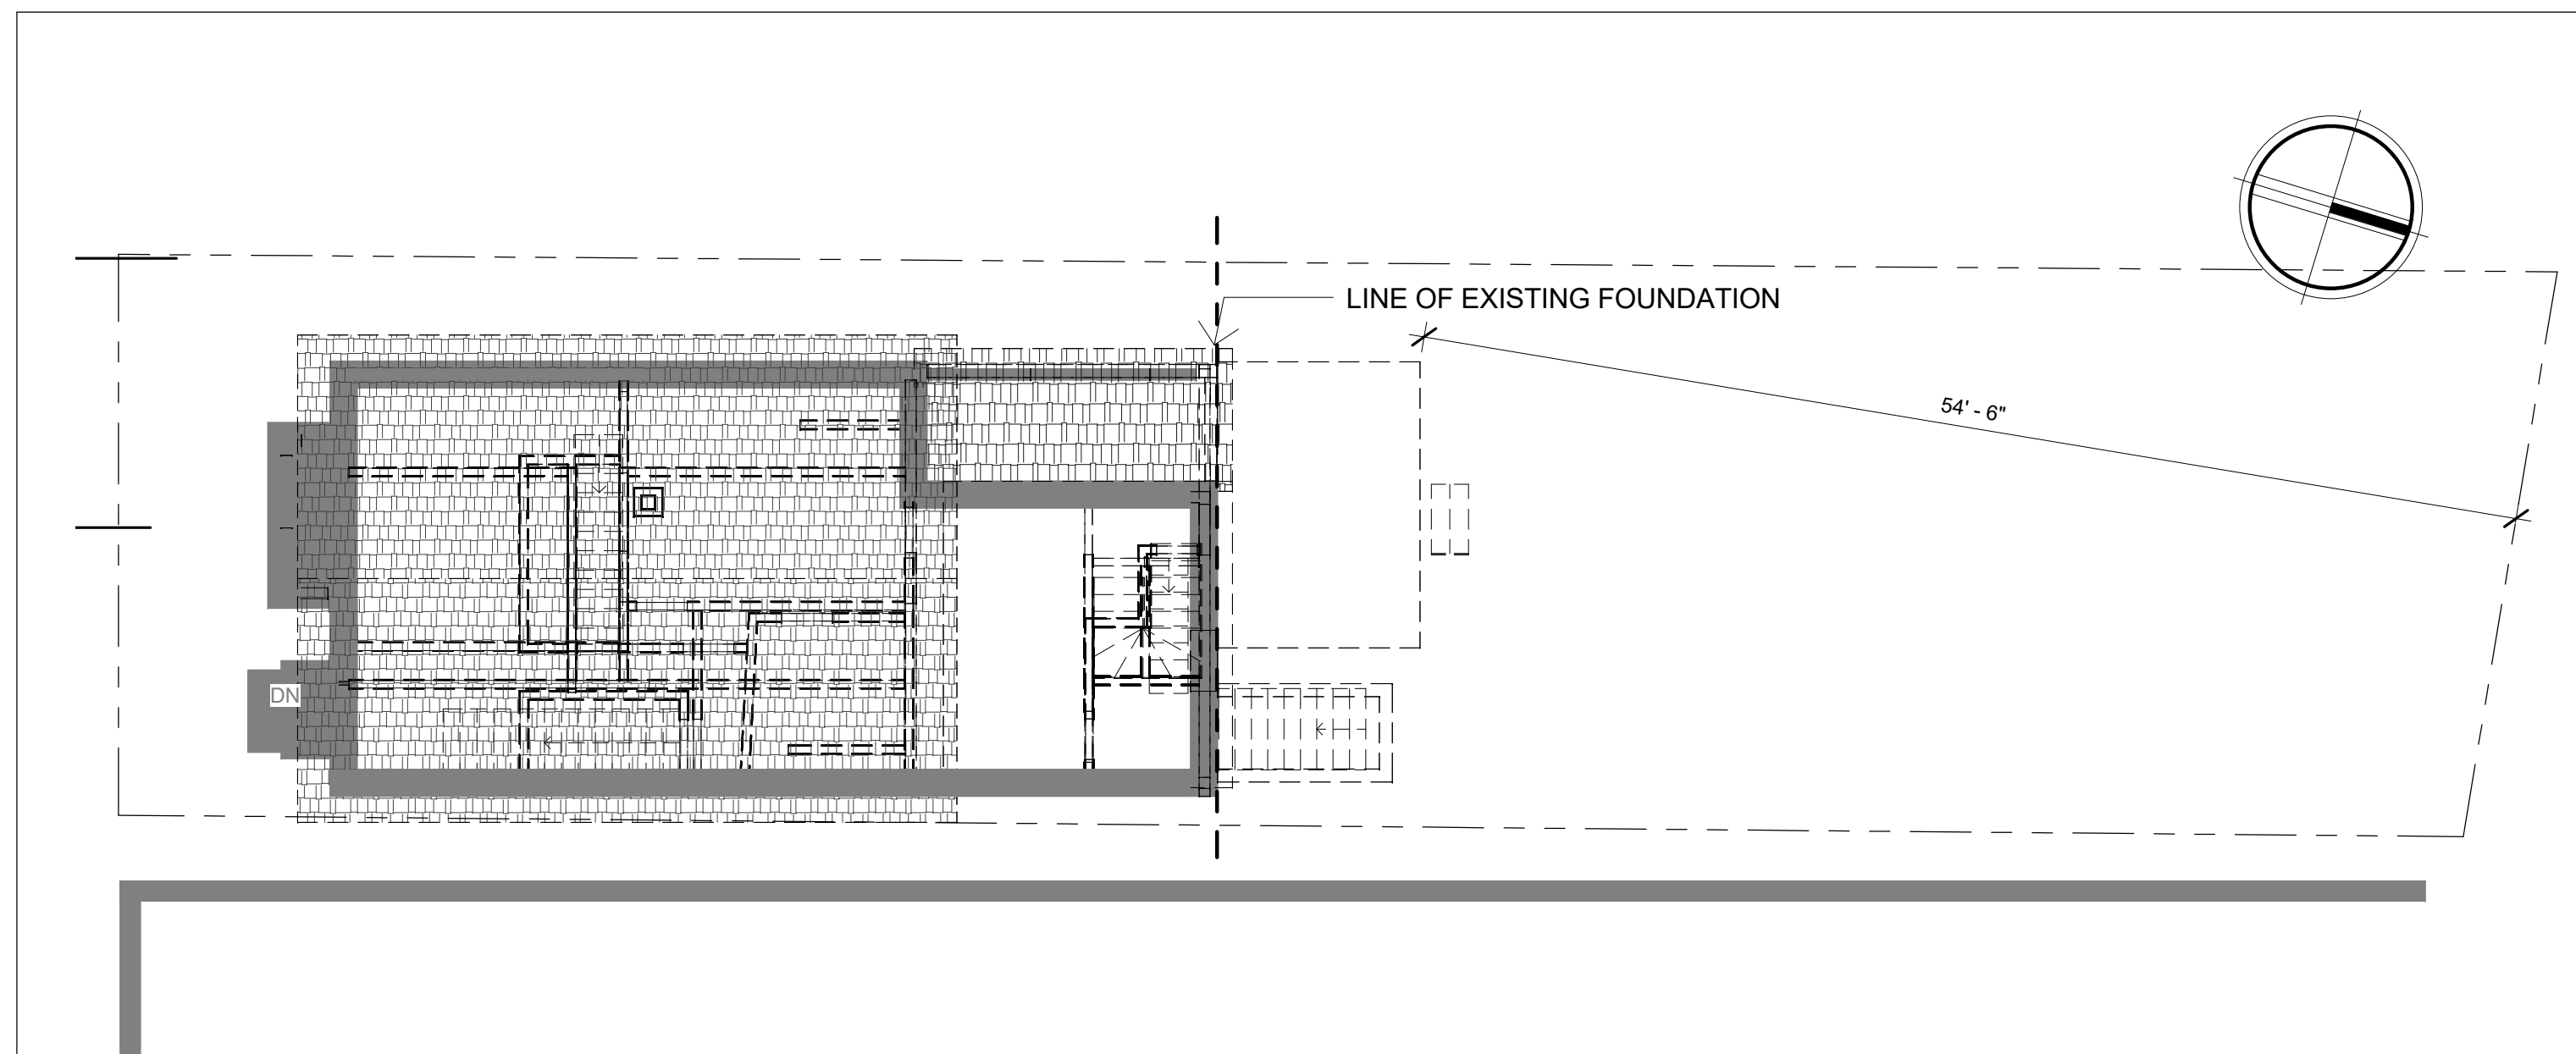 LINE OF EXISTING FOUNDATION
54' - 6"
DN